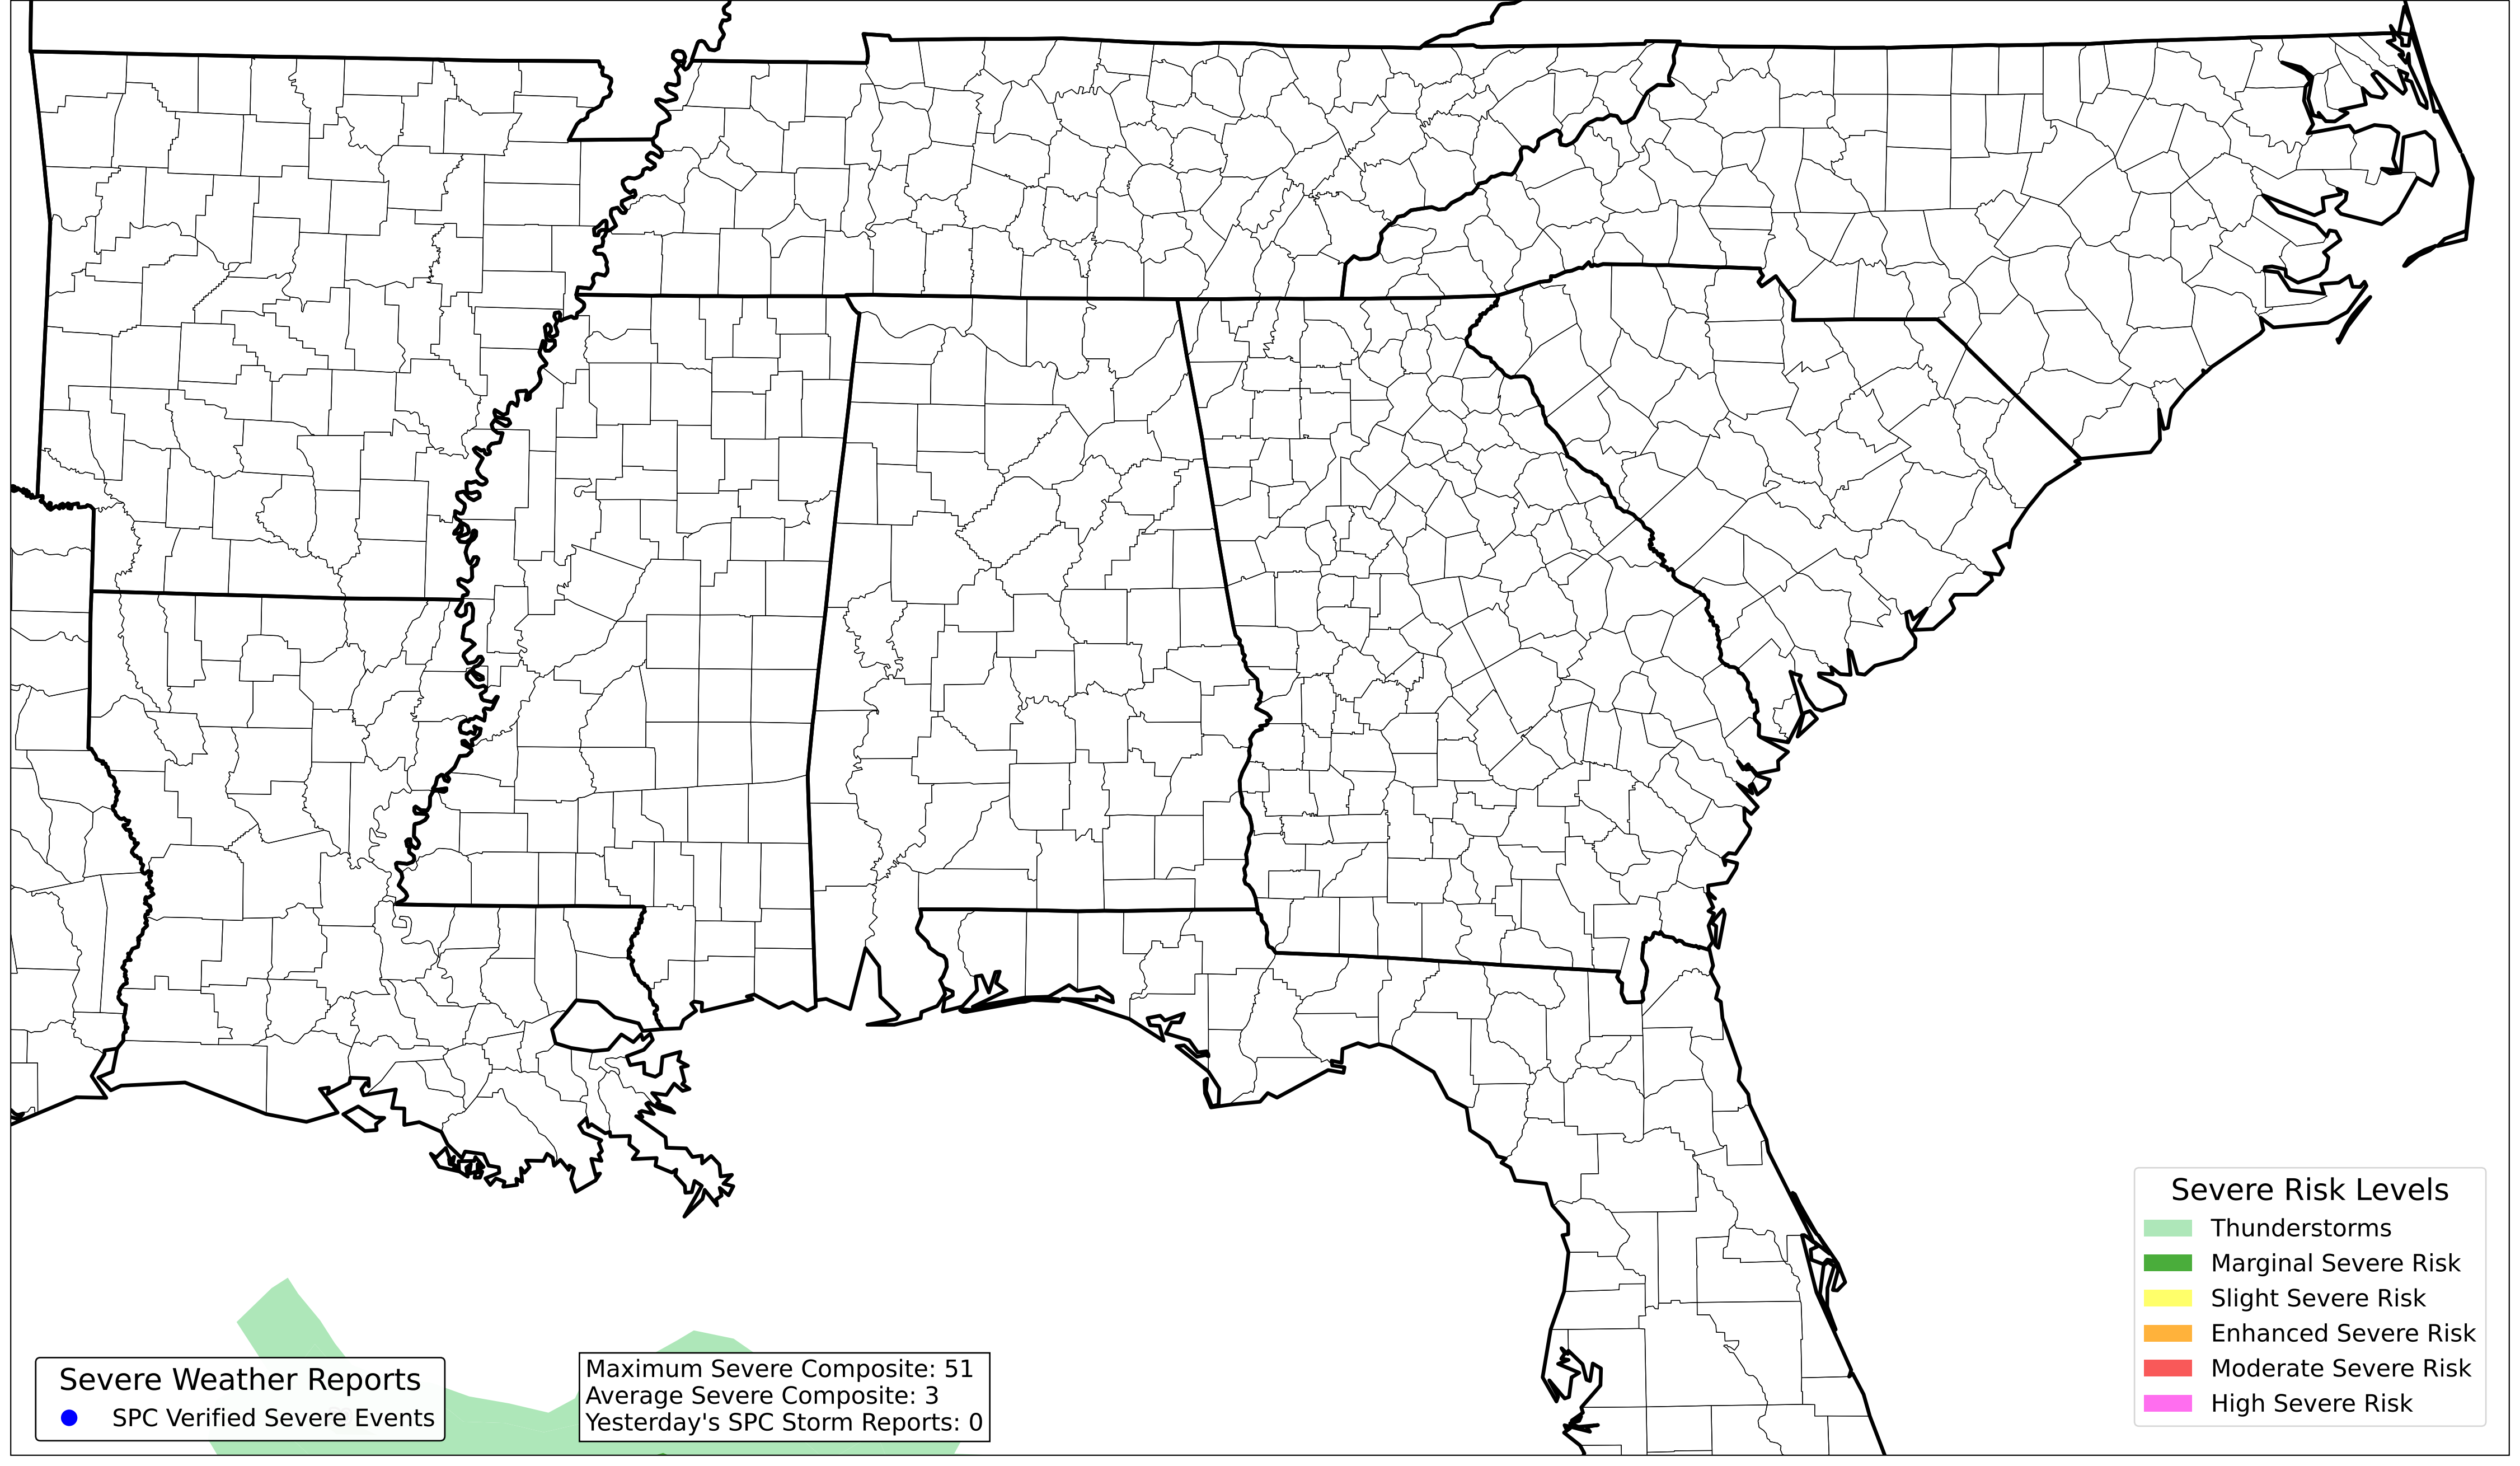 Severe Weather Reports
SPC Verified Severe Events
Maximum Severe Composite: 51
Average Severe Composite: 3
Yesterday's SPC Storm Reports: 0
Severe Risk Levels
Thunderstorms
Marginal Severe Risk
Slight Severe Risk
Enhanced Severe Risk
Moderate Severe Risk
High Severe Risk